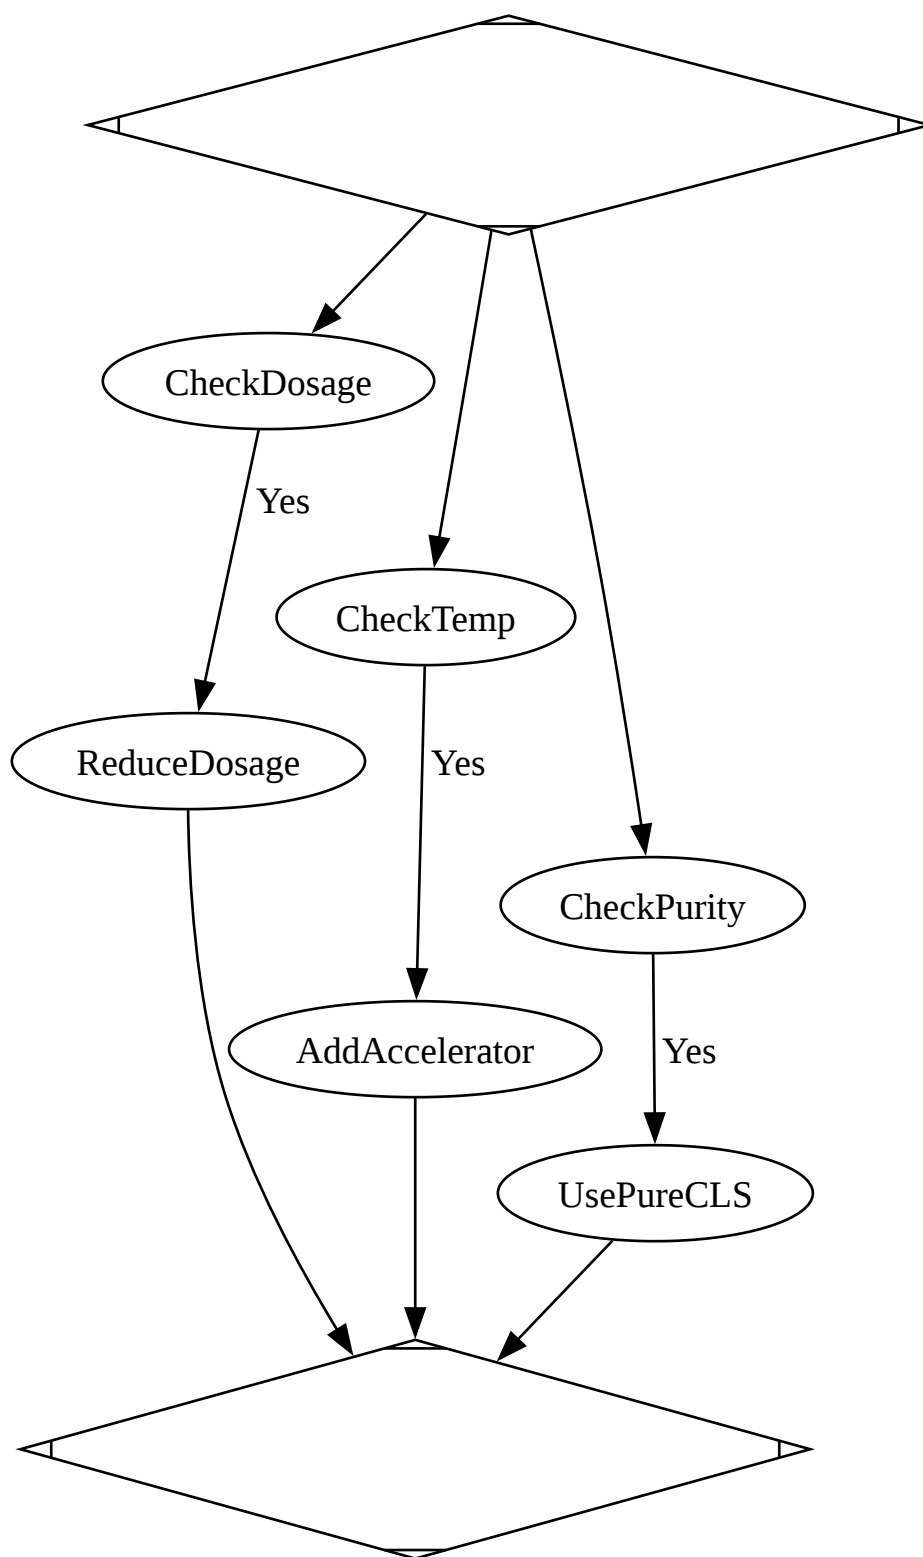 CheckDosage
Yes
CheckTemp
ReduceDosage
Yes
CheckPurity
AddAccelerator
Yes
UsePureCLS